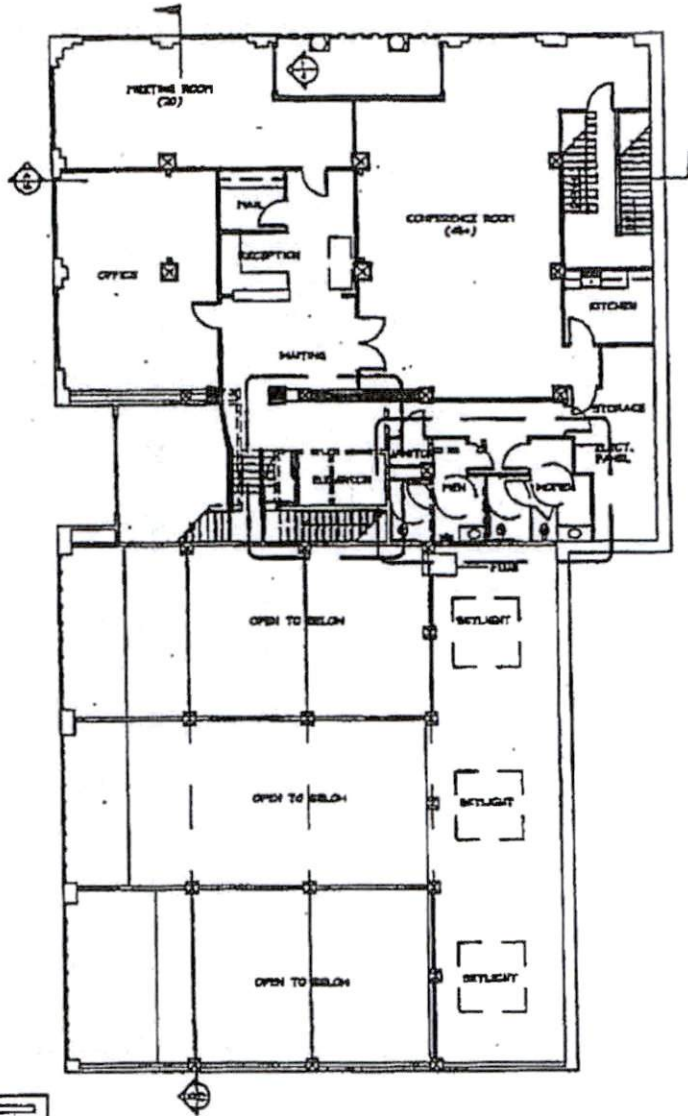 MEETING ROOM
(20)
MAIL
CONFERENCE ROOM
RECEPTION
OFFICE
KITCHEN
WAITING
STORAGE
ELECT.
PANEL
JANITOR
ELEVATOR
MEN
WOMEN
OPEN TO BELOW
SKYLIGHT
OPEN TO BELOW
SKYLIGHT
OPEN TO BELOW
SKYLIGHT